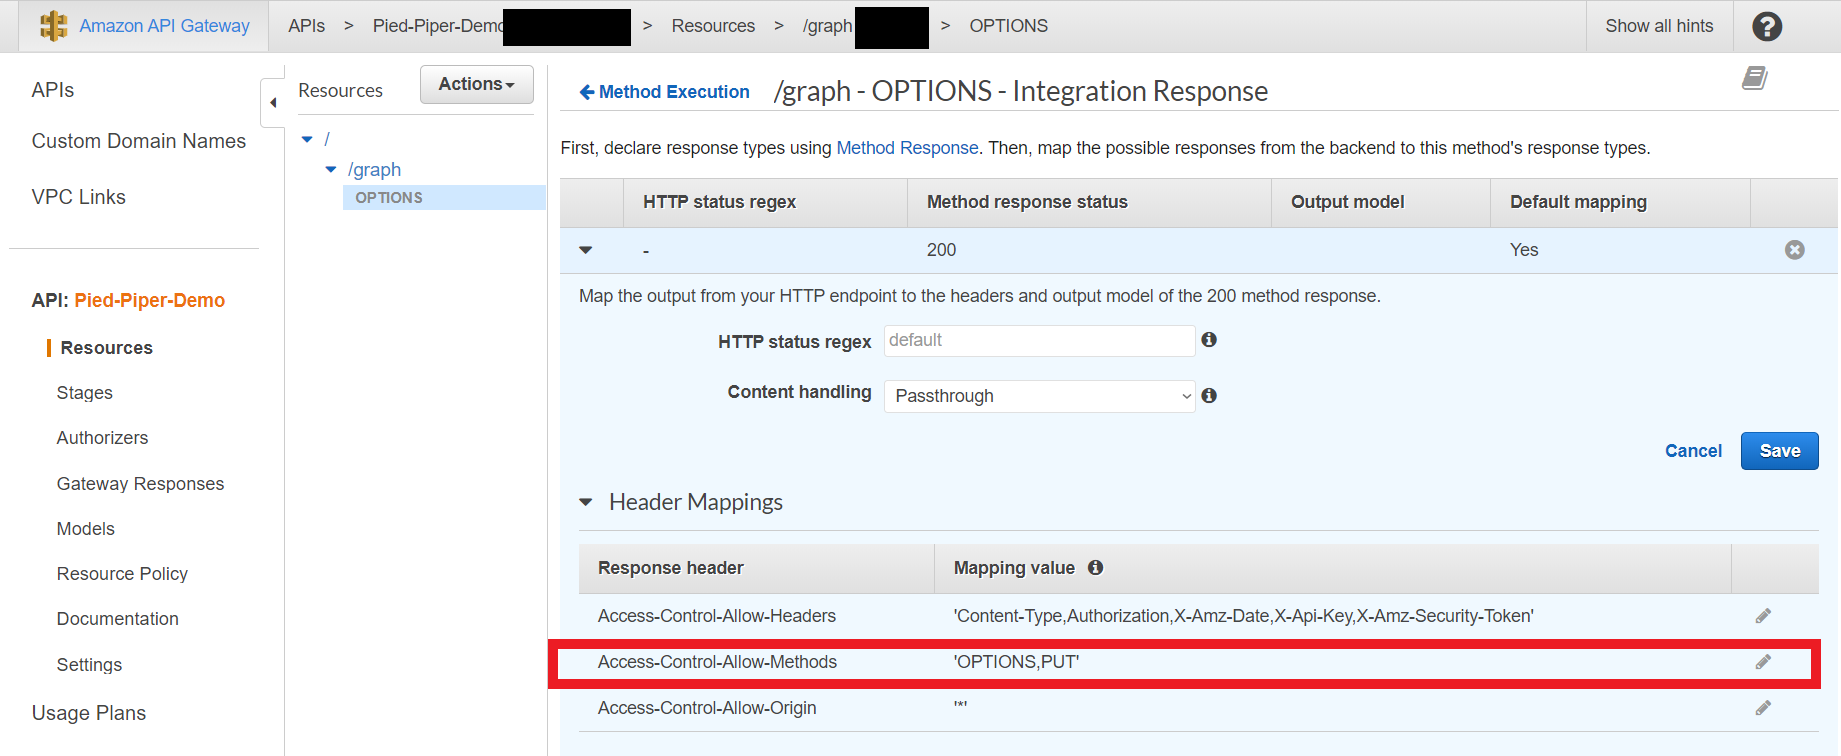 Amazon API Gateway
APIs > Pied-Piper-Demo > Resources > /graph > OPTIONS
Show all hints
?
APIs
Custom Domain Names
VPC Links
API: Pied-Piper-Demo
Resources
Stages
Authorizers
Gateway Responses
Models
Resource Policy
Documentation
Settings
Usage Plans
Resources
Actions
/
/graph
OPTIONS
Method Execution
/graph - OPTIONS - Integration Response
First, declare response types using Method Response. Then, map the possible responses from the backend to this method's response types.
HTTP status regex Method response status Output model Default mapping
- 200 Yes
Map the output from your HTTP endpoint to the headers and output model of the 200 method response.
HTTP status regex default
Content handling Passthrough
Cancel Save
Header Mappings
Response header Mapping value
Access-Control-Allow-Headers 'Content-Type,Authorization,X-Amz-Date,X-Api-Key,X-Amz-Security-Token'
Access-Control-Allow-Methods 'OPTIONS,PUT'
Access-Control-Allow-Origin '*'